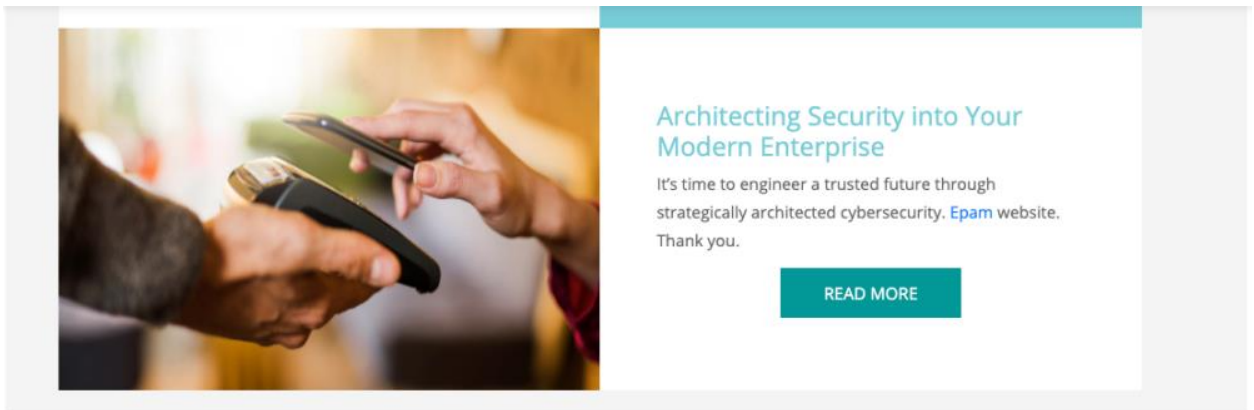 Architecting Security into Your
Modern Enterprise
It's time to engineer a trusted future through
strategically architected cybersecurity. Epam website.
Thank you.
READ MORE